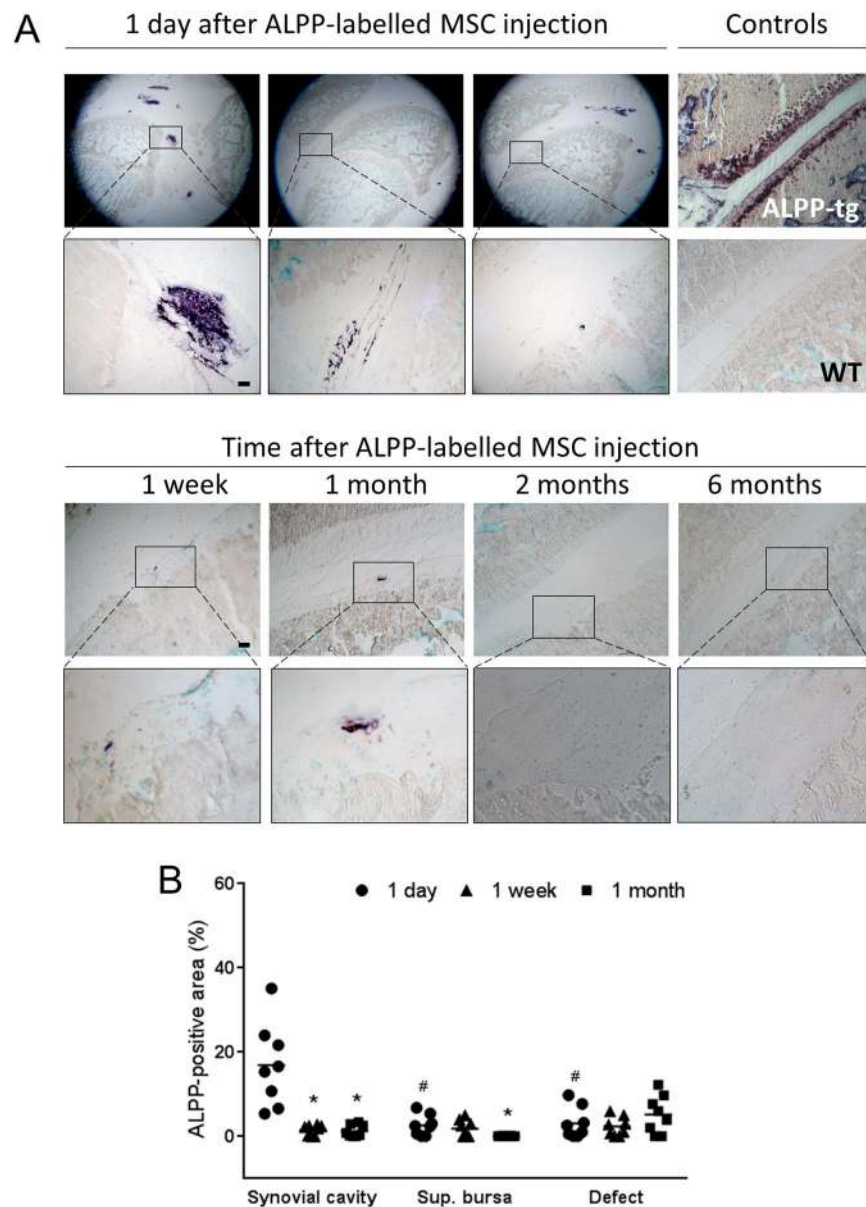 A
1 day after ALPP-labelled MSC injection
Controls
ALPP-tg
WT
Time after ALPP-labelled MSC injection
1 week
1 month
2 months
6 months
B
60
40
20
0
ALPP-positive area (%)
1 day
1 week
1 month
*
*
#
*
#
Synovial cavity
Sup. bursa
Defect